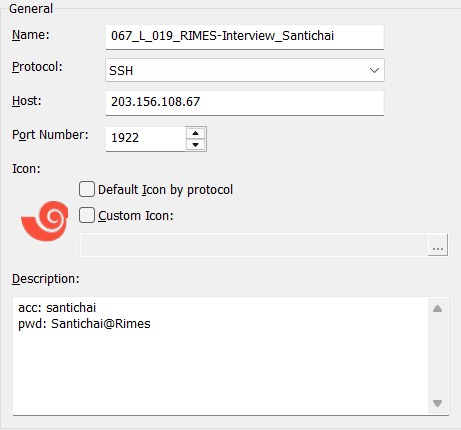 General
Name:
067_L_019_RIMES-Interview_Santichai
Protocol:
SSH
Host:
203.156.108.67
Port Number:
1922
Icon:
Default Icon by protocol
Custom Icon:
...
Description:
acc: santichai
pwd: Santichai@Rimes